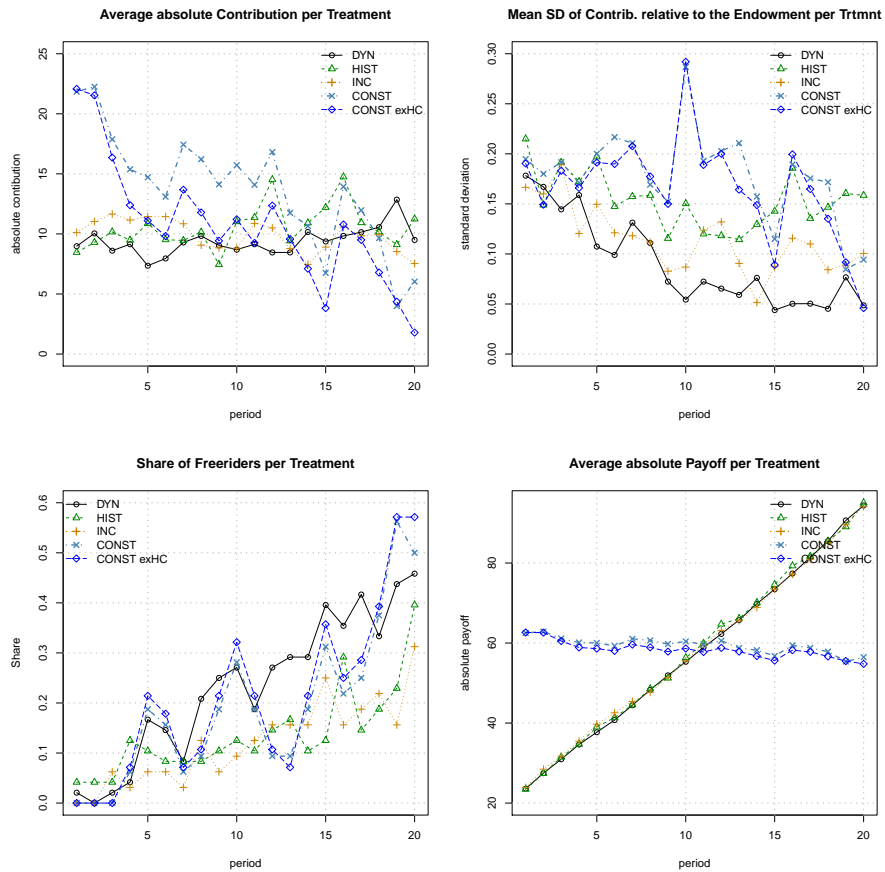 Average absolute Contribution per Treatment
25
20
15
10
5
0
absolute contibution
5
10
15
20
period
DYN
HIST
INC
CONST
CONST exHC
Mean SD of Contrib. relative to the Endowment per Trtmnt
0.30
0.25
0.20
0.15
0.10
0.05
0.00
standard deviation
5
10
15
20
period
DYN
HIST
INC
CONST
CONST exHC
Share of Freeriders per Treatment
0.6
0.5
0.4
0.3
0.2
0.1
0.0
Share
5
10
15
20
period
DYN
HIST
INC
CONST
CONST exHC
Average absolute Payoff per Treatment
80
60
40
20
absolute payoff
5
10
15
20
period
DYN
HIST
INC
CONST
CONST exHC